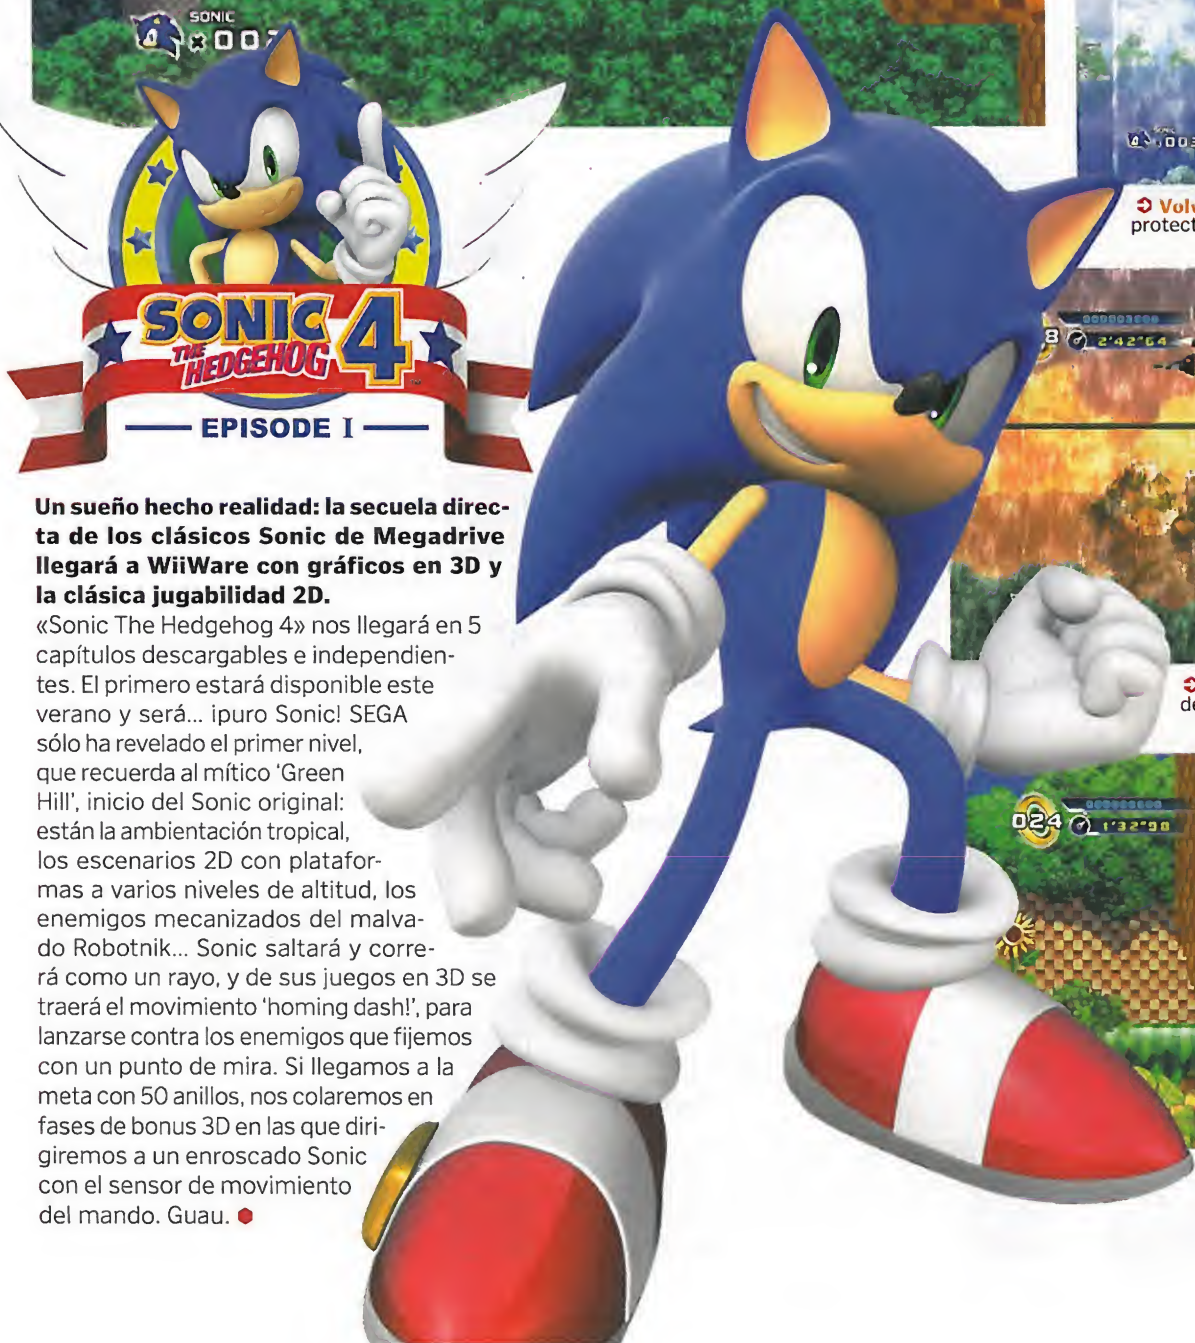 SONIC
SONIC
THE
HEDGEHOG
4
TM
EPISODE I
Un sueño hecho realidad: la secuela direc-
ta de los clásicos Sonic de Megadrive
llegará a WiiWare con gráficos en 3D y
la clásica jugabilidad 2D.
«Sonic The Hedgehog 4» nos llegará en 5
capítulos descargables e independien-
tes. El primero estará disponible este
verano y será... ¡puro Sonic! SEGA
sólo ha revelado el primer nivel,
que recuerda al mítico ‘Green
Hill’, inicio del Sonic original:
están la ambientación tropical,
los escenarios 2D con platafor-
mas a varios niveles de altitud, los
enemigos mecanizados del malva-
do Robotnik... Sonic saltará y corre-
rá como un rayo, y de sus juegos en 3D se
traerá el movimiento ‘homing dash!’, para
lanzarse contra los enemigos que fijemos
con un punto de mira. Si llegamos a la
meta con 50 anillos, nos colaremos en
fases de bonus 3D en las que diri-
giremos a un enroscado Sonic
con el sensor de movimiento
del mando. Guau.
Volv
protect
8
2'42"64
de
024
1'32"98